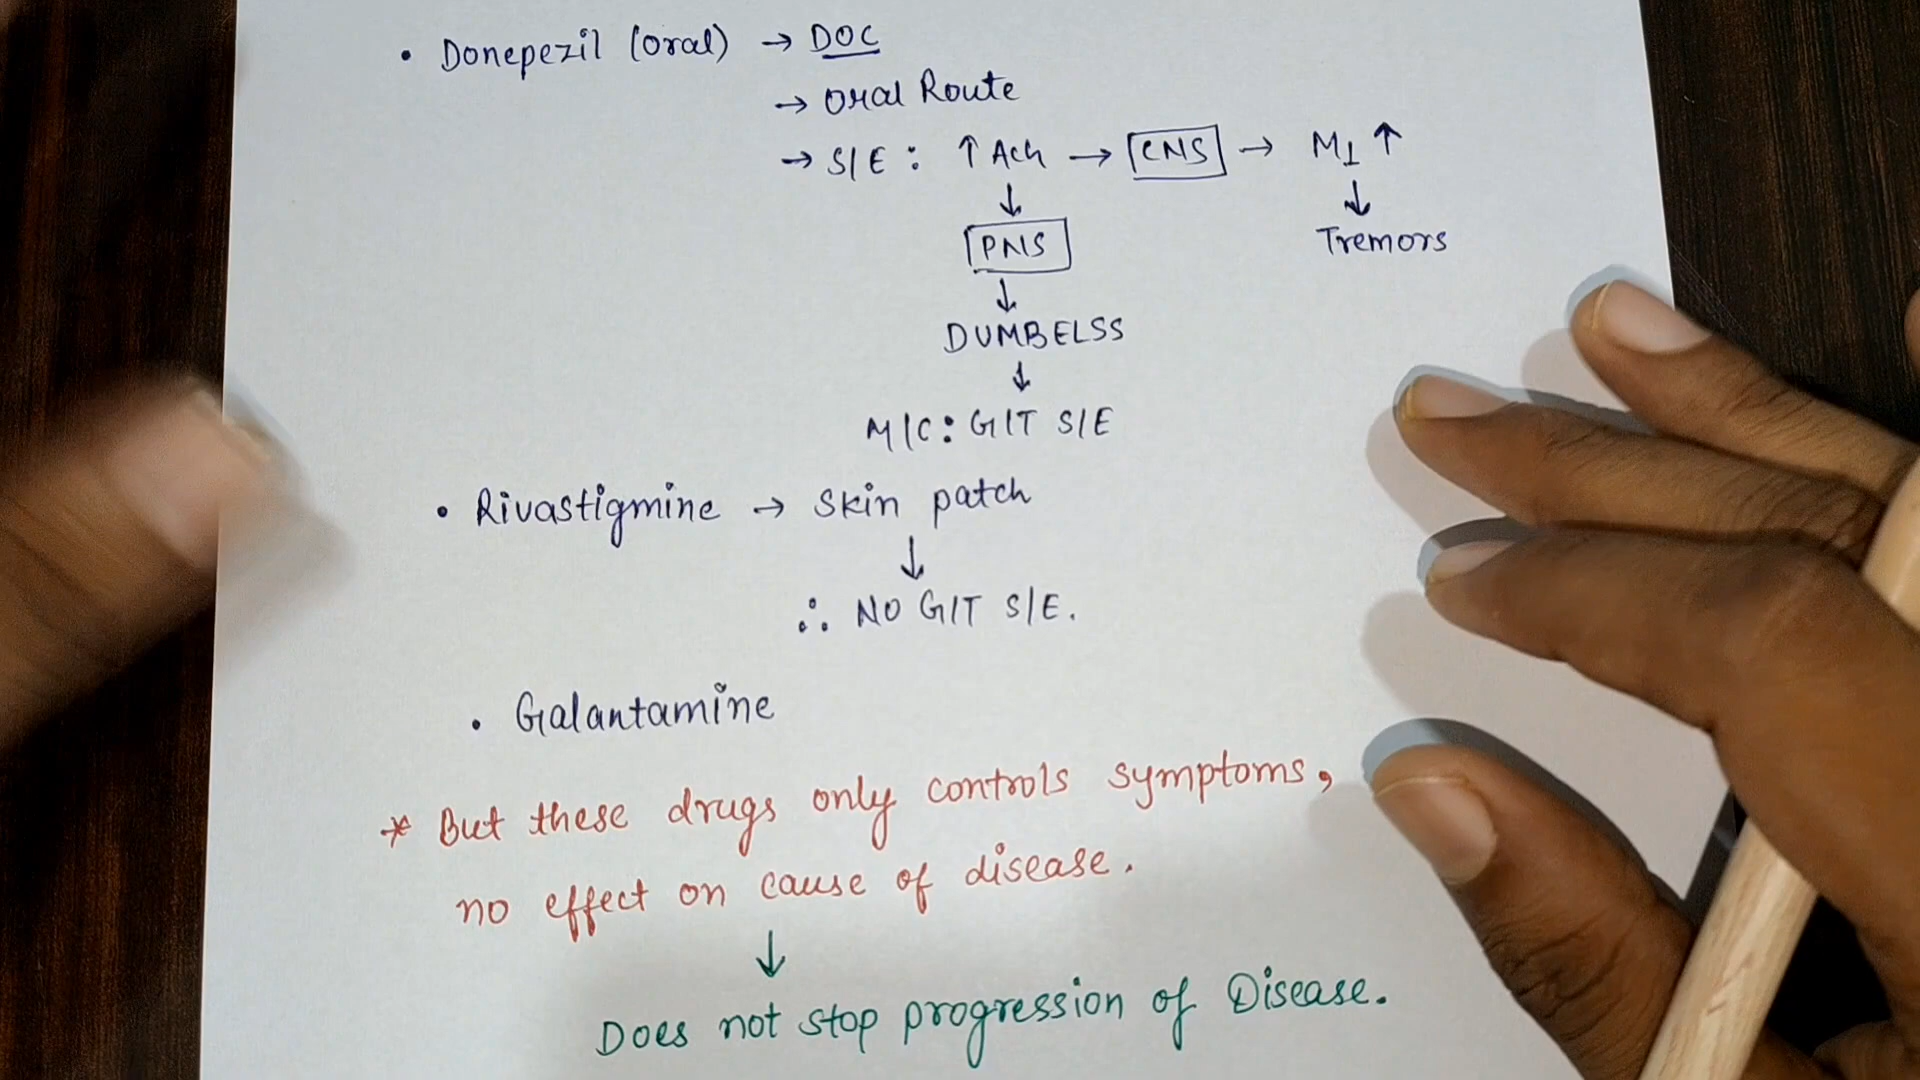 • Donepezil (oral) → DOC
→ Oral Route
→ S/E : ↑ Ach → CNS → M1 ↑
↓ ↓
PNS Tremors
↓
DUMBELSS
↓
M/C : GIT S/E
• Rivastigmine → Skin patch
↓
∴ NO GIT S/E.
• Galantamine
* But these drugs only controls symptoms,
no effect on cause of disease.
↓
Does not stop progression of Disease.